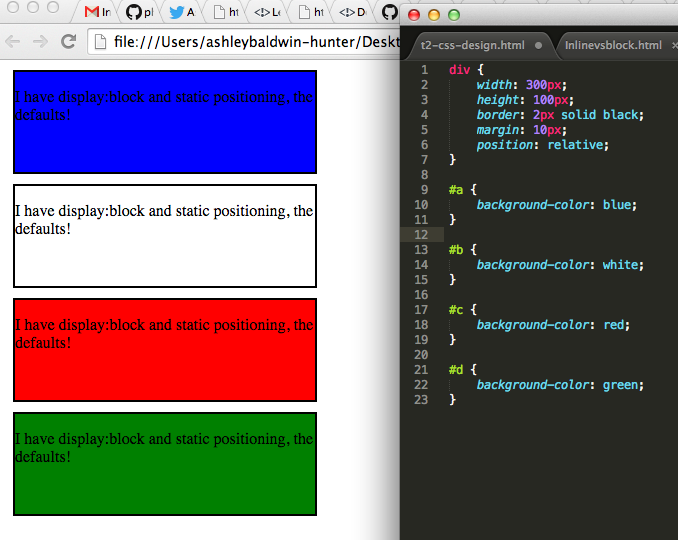 In
pl
A
ht
Le
ht
D
file:///Users/ashleybaldwin-hunter/Deskt
I have display:block and static positioning, the
defaults!
I have display:block and static positioning, the
defaults!
I have display:block and static positioning, the
defaults!
I have display:block and static positioning, the
defaults!
t2-css-design.html
Inlinevsblock.html
1 div {
2 width: 300px;
3 height: 100px;
4 border: 2px solid black;
5 margin: 10px;
6 position: relative;
7 }
8
9 #a {
10 background-color: blue;
11 }
12
13 #b {
14 background-color: white;
15 }
16
17 #c {
18 background-color: red;
19 }
20
21 #d {
22 background-color: green;
23 }